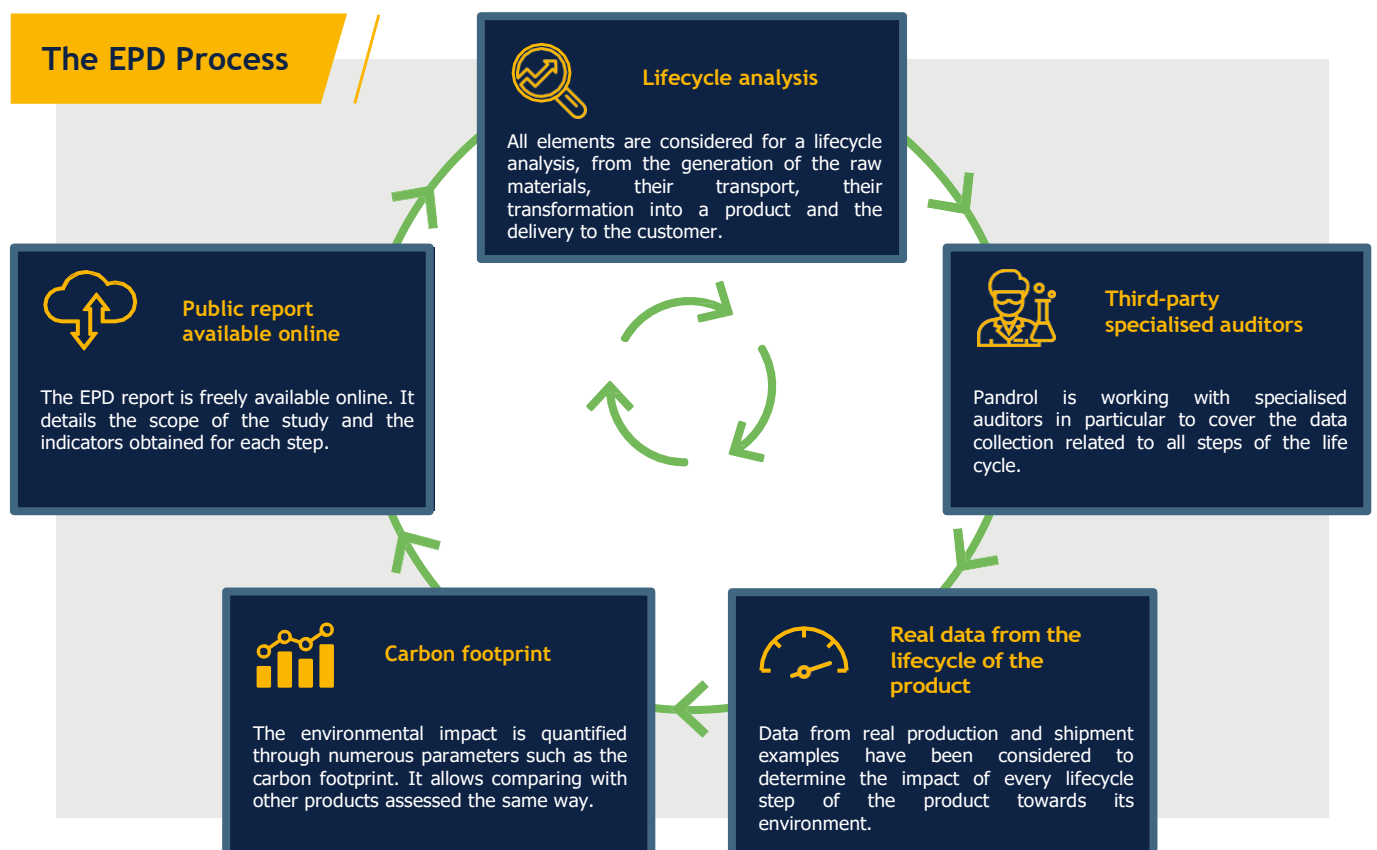 The EPD Process
Lifecycle analysis
All elements are considered for a lifecycle
analysis, from the generation of the raw
materials, their transport, their
transformation into a product and the
delivery to the customer.
Third-party
specialised auditors
Pandrol is working with specialised
auditors in particular to cover the data
collection related to all steps of the life
cycle.
Real data from the
lifecycle of the
product
Data from real production and shipment
examples have been considered to
determine the impact of every lifecycle
step of the product towards its
environment.
Carbon footprint
The environmental impact is quantified
through numerous parameters such as the
carbon footprint. It allows comparing with
other products assessed the same way.
Public report
available online
The EPD report is freely available online. It
details the scope of the study and the
indicators obtained for each step.